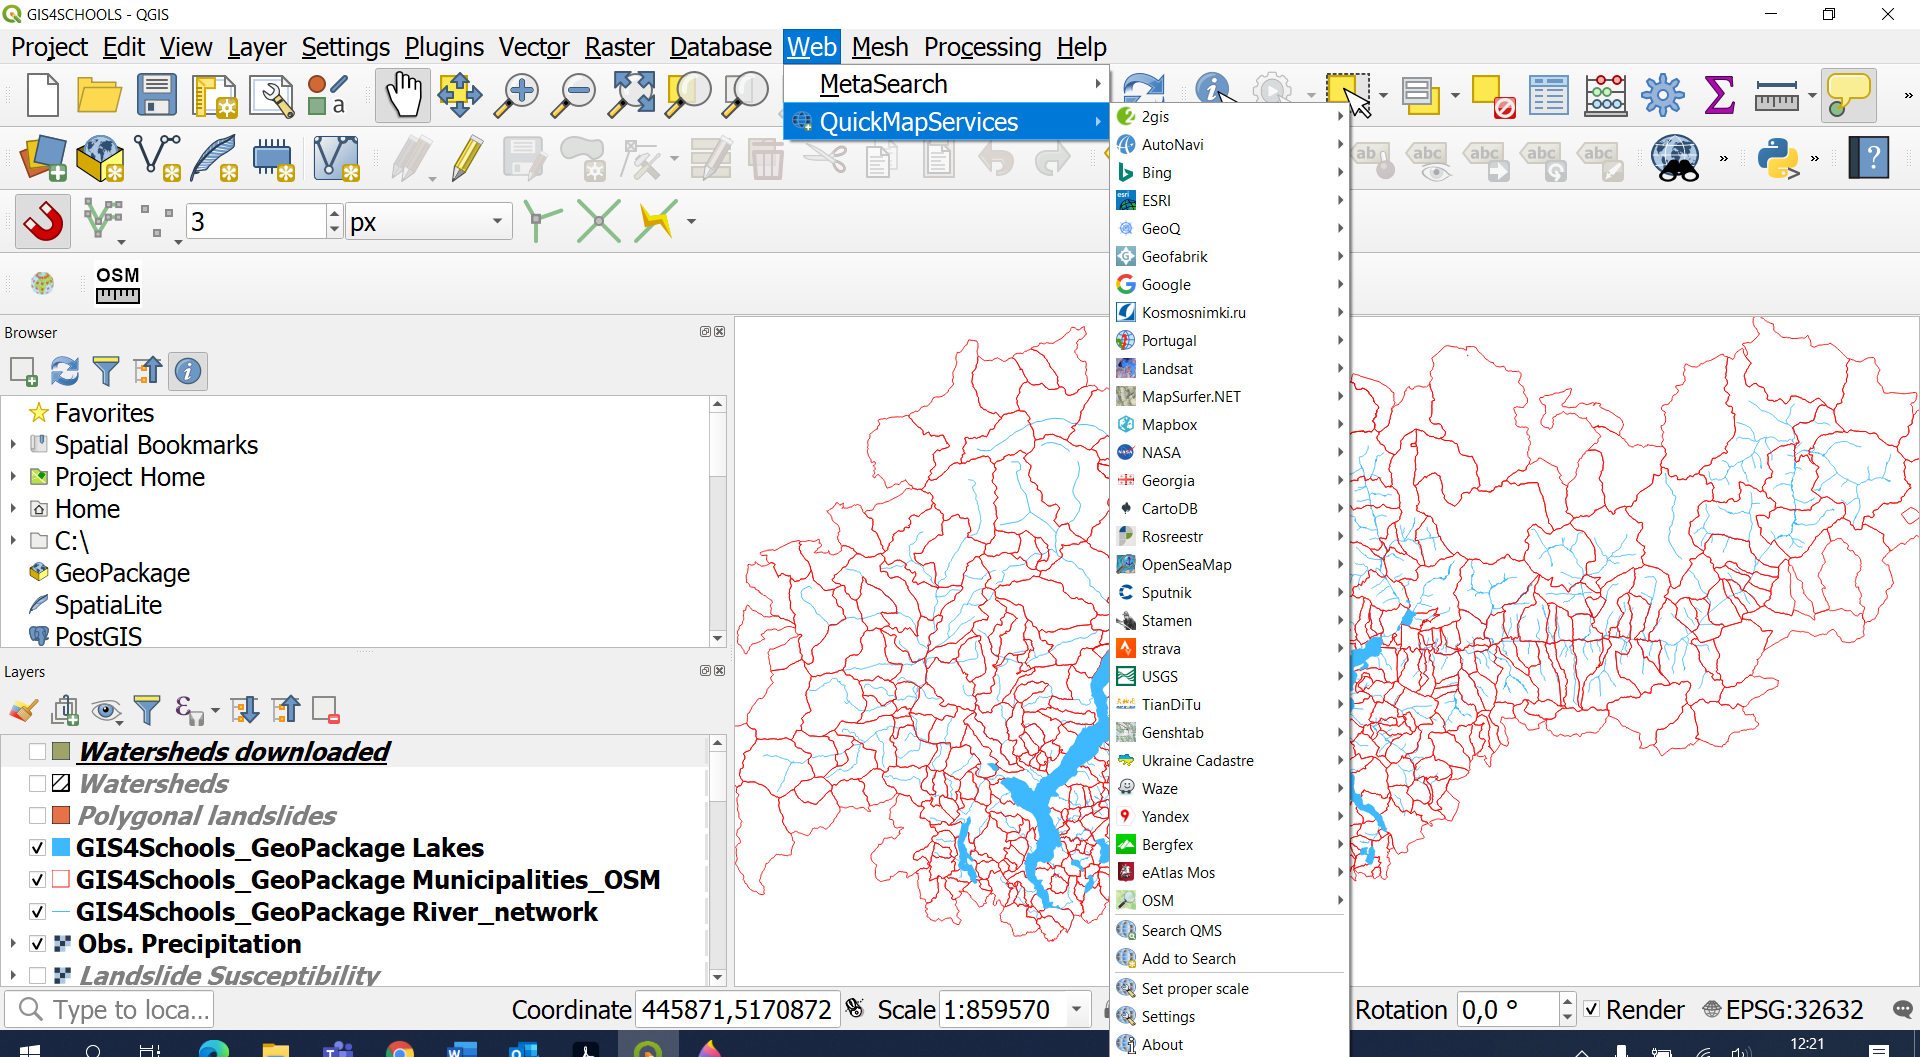 GIS4SCHOOLS - QGIS
Project Edit View Layer Settings Plugins Vector Raster Database Web Mesh Processing Help
MetaSearch
QuickMapServices
2gis
AutoNavi
Bing
ESRI
GeoQ
Geofabrik
Google
Kosmosnimki.ru
Portugal
Landsat
MapSurfer.NET
Mapbox
NASA
Georgia
CartoDB
Rosreestr
OpenSeaMap
Sputnik
Stamen
strava
USGS
TianDiTu
Genshtab
Ukraine Cadastre
Waze
Yandex
Bergfex
eAtlas Mos
OSM
Search QMS
Add to Search
Set proper scale
Settings
About
abc abc abc abc abc
3 px
OSM
Browser
Favorites
Spatial Bookmarks
Project Home
Home
C:\
GeoPackage
SpatiaLite
PostGIS
Layers
Watersheds downloaded
Watersheds
Polygonal landslides
GIS4Schools_GeoPackage Lakes
GIS4Schools_GeoPackage Municipalities_OSM
GIS4Schools_GeoPackage River_network
Obs. Precipitation
Landslide Susceptibility
Type to loca... Coordinate 445871,5170872 Scale 1:859570 Rotation 0,0 ° Render EPSG:32632
12:21